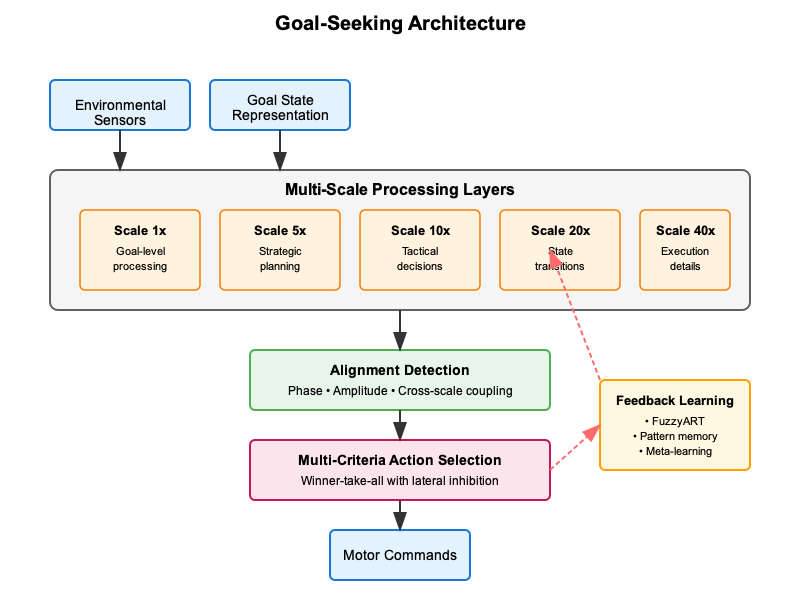 Goal-Seeking Architecture
Environmental
Sensors
Goal State
Representation
Multi-Scale Processing Layers
Scale 1x
Goal-level
processing
Scale 5x
Strategic
planning
Scale 10x
Tactical
decisions
Scale 20x
State
transitions
Scale 40x
Execution
details
Alignment Detection
Phase • Amplitude • Cross-scale coupling
Feedback Learning
• FuzzyART
• Pattern memory
• Meta-learning
Multi-Criteria Action Selection
Winner-take-all with lateral inhibition
Motor Commands